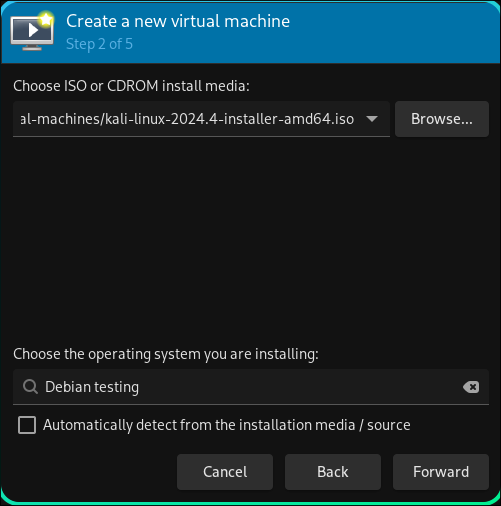 Create a new virtual machine
Step 2 of 5
Choose ISO or CDROM install media:
al-machines/kali-linux-2024.4-installer-amd64.iso
Browse...
Choose the operating system you are installing:
Debian testing
Automatically detect from the installation media / source
Cancel
Back
Forward